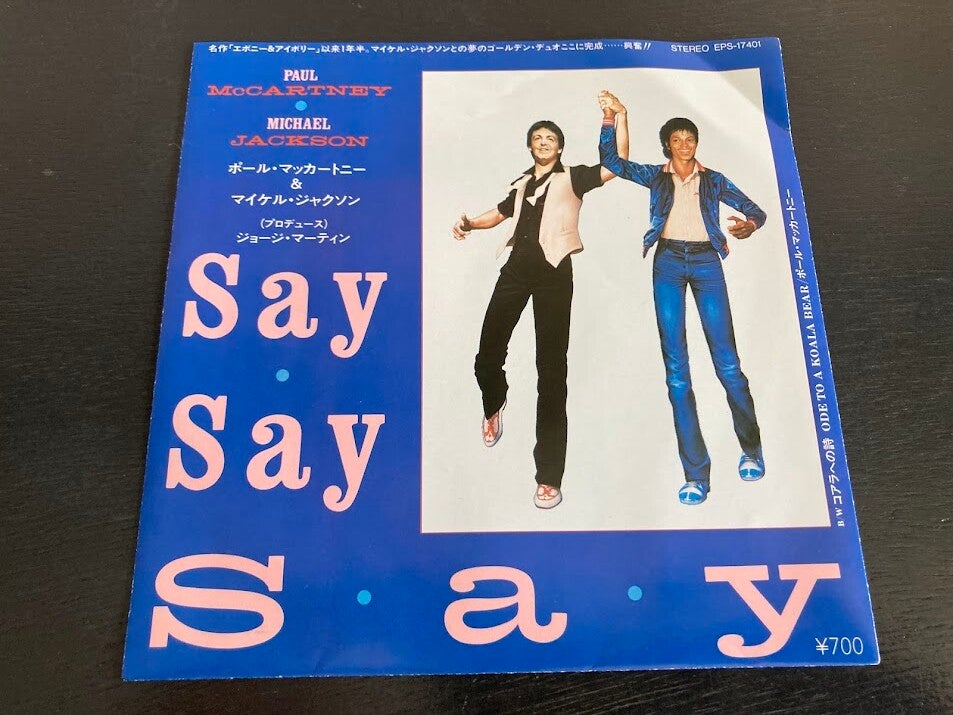 名作「エボニー&アイボリー」以来1年半。マイケル・ジャクソンとの夢のゴールデン・デュオここに完成……興奮!!
STEREO EPS-17401
PAUL
McCARTNEY
MICHAEL
JACKSON
ポール・マッカートニー
&
マイケル・ジャクソン
(プロデュース)
ジョージ・マーティン
Say
Say
S・a・y
B/W コアラへの詩 ODE TO A KOALA BEAR/ポール・マッカートニー
¥700